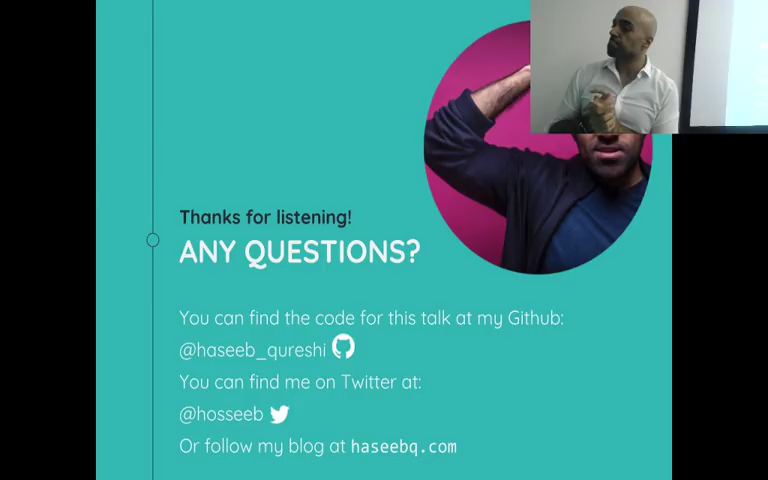 Thanks for listening!
ANY QUESTIONS?
You can find the code for this talk at my Github:
@haseeb_qureshi
You can find me on Twitter at:
@hosseeb
Or follow my blog at haseebq.com